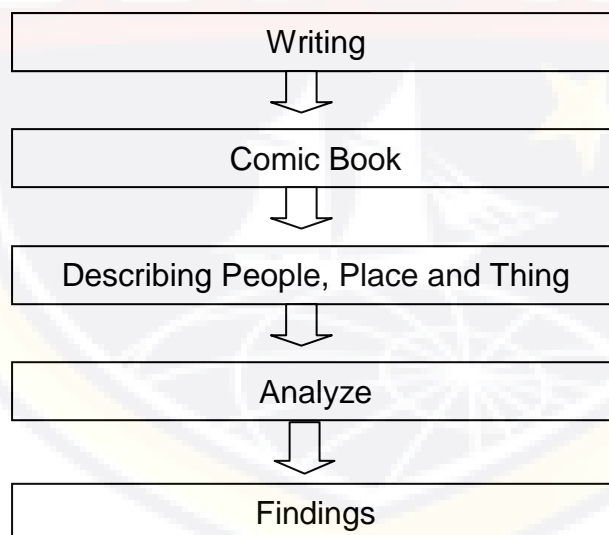 Writing
Comic Book
Describing People, Place and Thing
Analyze
Findings